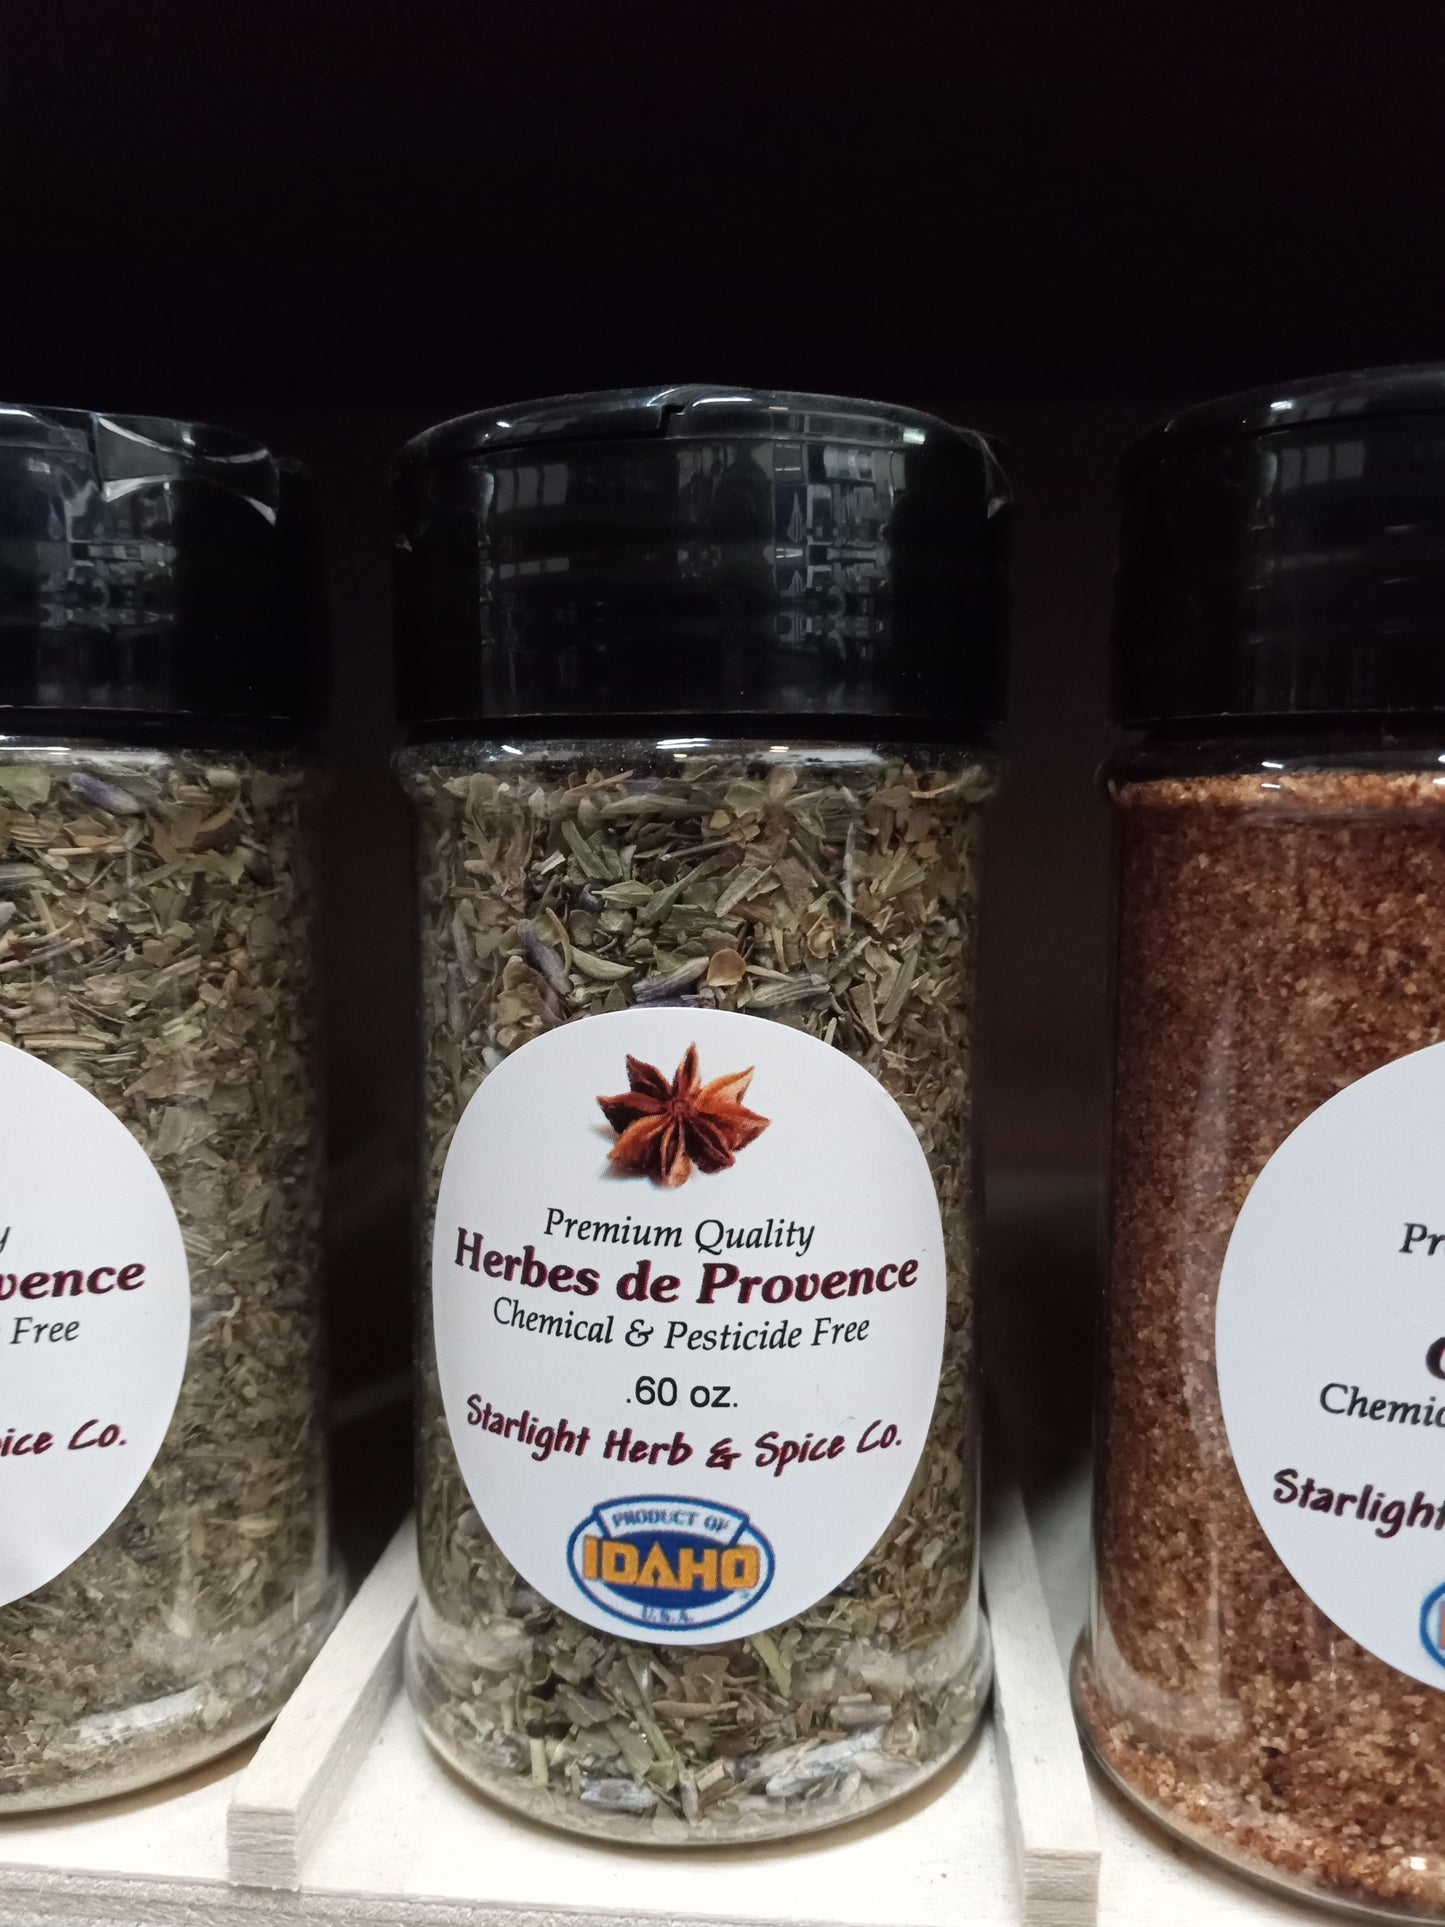 Premium Quality
Herbes de Provence
Chemical & Pesticide Free
.60 oz.
Starlight Herb & Spice Co.
PRODUCT OF
IDAHO
U.S.A.
vence
Free
ice Co.
Pr
Chemic
Starlight